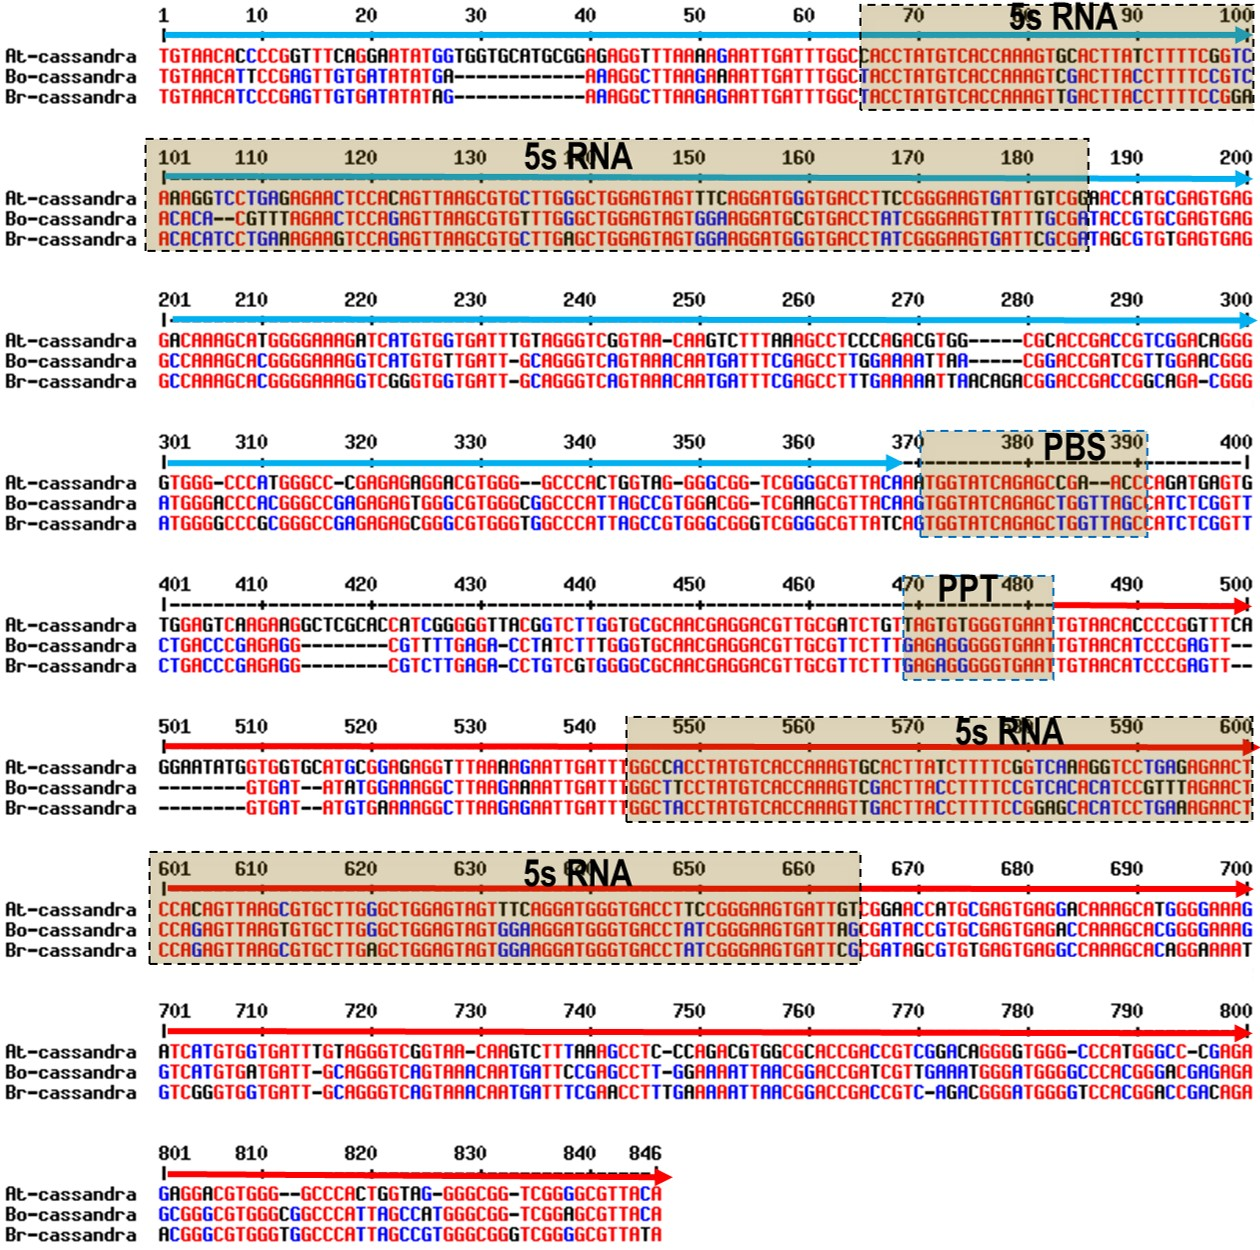 1 10 20 30 40 50 60 70 80 90 100
5s RNA
At-cassandra TGTAACACCCCGGTTTCAGGAATATGGTGGTGCATGCGGAGAGGTTTAAAAGAATTGATTTGGCCACCTATGTCACCAAAGTGCACTTATCTTTTCGGTC
Bo-cassandra TGTAACATTCCGAGTTGTGATATATGA------------AAAGGCTTAAGAAAATTGATTTGGCTACCTATGTCACCAAAGTCGACTTACCTTTTCCGTC
Br-cassandra TGTAACATCCCGAGTTGTGATATATAG------------AAAGGCTTAAGAGAATTGATTTGGCTACCTATGTCACCAAAGTTGACTTACCTTTTCCGGA
101 110 120 130 140 150 160 170 180 190 200
5s RNA
At-cassandra AAAGGTCCTGAGAGAACTCCACAGTTAAGCGTGCTTGGGCTGGAGTAGTTTCAGGATGGGTGACCTTCCGGGAAGTGATTGTCGGAACCATGCGAGTGAG
Bo-cassandra ACACA--CGTTTAGAACTCCAGAGTTAAGCGTGTTTGGGCTGGAGTAGTGGAAGGATGCGTGACCTATCGGGAAGTTATTTGCGATACCGTGCGAGTGAG
Br-cassandra ACACATCCTGAAAGAAGTCCAGAGTTAAGCGTGCTTGAGCTGGAGTAGTGGAAGGATGGGTGACCTATCGGGAAGTGATTCGCGATAGCGTGTGAGTGAG
201 210 220 230 240 250 260 270 280 290 300
At-cassandra GACAAAGCATGGGGAAAGATCATGTGGTGATTTGTAGGGTCGGTAA-CAAGTCTTTAAAGCCTCCCAGACGTGG-----CGCACCGACCGTCGGACAGGG
Bo-cassandra GCCAAAGCACGGGGAAAGGTCATGTGTTGATT-GCAGGGTCAGTAAACAATGATTTCGAGCCTTGGAAAATTAA-----CGGACCGATCGTTGGAACGGG
Br-cassandra GCCAAAGCACGGGGAAAGGTCGGGTGGTGATT-GCAGGGTCAGTAAACAATGATTTCGAGCCTTTGAAAAATTAACAGACGGACCGACCGGCAGA-CGGG
301 310 320 330 340 350 360 370 380 390 400
PBS
At-cassandra GTGGG-CCCATGGGCC-CGAGAGAGGACGTGGG--GCCCACTGGTAG-GGGCGG-TCGGGGCGTTACAAATGGTATCAGAGCCGA--ACCCAGATGAGTG
Bo-cassandra ATGGGACCCACGGGCCGAGAGAGTGGGCGTGGGCGGCCCATTAGCCGTGGACGG-TCGAAGCGTTACAAGTGGTATCAGAGCTGGTTAGCCATCTCGGTT
Br-cassandra ATGGGGCCCGCGGGCCGAGAGAGCGGGCGTGGGTGGCCCATTAGCCGTGGGCGGGTCGGGGCGTTATCAGTGGTATCAGAGCTGGTTAGCCATCTCGGTT
401 410 420 430 440 450 460 470 480 490 500
PPT
At-cassandra TGGAGTCAAGAAGGCTCGCACCATCGGGGGTTACGGTCTTGGTGCGCAACGAGGACGTTGCGATCTGTTAGTGTGGGTGAATTGTAACACCCCGGTTTCA
Bo-cassandra CTGACCCGAGAGG--------CGTTTTGAGA-CCTATCTTTGGGTGCAACGAGGACGTTGCGTTCTTTGAGAGGGGGTGAATTGTAACATCCCGAGTT--
Br-cassandra CTGACCCGAGAGG--------CGTCTTGAGA-CCTGTCGTGGGGCGCAACGAGGACGTTGCGTTCTTTGAGAGGGGGTGAATTGTAACATCCCGAGTT--
501 510 520 530 540 550 560 570 580 590 600
5s RNA
At-cassandra GGAATATGGTGGTGCATGCGGAGAGGTTTAAAAGAATTGATTTGGCCACCTATGTCACCAAAGTGCACTTATCTTTTCGGTCAAAGGTCCTGAGAGAACT
Bo-cassandra --------GTGAT--ATATGGAAAGGCTTAAGAAAATTGATTTGGCTTCCTATGTCACCAAAGTCGACTTACCTTTTCCGTCACACATCCGTTTAGAACT
Br-cassandra --------GTGAT--ATGTGAAAAGGCTTAAGAGAATTGATTTGGCTACCTATGTCACCAAAGTTGACTTACCTTTTCCGGAGCACATCCTGAAAGAACT
601 610 620 630 640 650 660 670 680 690 700
5s RNA
At-cassandra CCACAGTTAAGCGTGCTTGGGCTGGAGTAGTTTCAGGATGGGTGACCTTCCGGGAAGTGATTGTCGGAACCATGCGAGTGAGGACAAAGCATGGGGAAAG
Bo-cassandra CCAGAGTTAAGTGTGCTTGGGCTGGAGTAGTGGAAGGATGGGTGACCTATCGGGAAGTGATTAGCGATACCGTGCGAGTGAGACCAAAGCACGGGGAAAG
Br-cassandra CCAGAGTTAAGCGTGCTTGAGCTGGAGTAGTGGAAGGATGGGTGACCTATCGGGAAGTGATTCGCGATAGCGTGTGAGTGAGGCCAAAGCACAGGAAAAT
701 710 720 730 740 750 760 770 780 790 800
At-cassandra ATCATGTGGTGATTTGTAGGGTCGGTAA-CAAGTCTTTAAAGCCTC-CCAGACGTGGCGCACCGACCGTCGGACAGGGGTGGG-CCCATGGGCC-CGAGA
Bo-cassandra GTCATGTGATGATT-GCAGGGTCAGTAAACAATGATTCCGAGCCTT-GGAAAATTAACGGACCGATCGTTGAAATGGGATGGGGCCCACGGGACGAGAGA
Br-cassandra GTCGGGTGGTGATT-GCAGGGTCAGTAAACAATGATTTCGAACCTTTGAAAAATTAACGGACCGACCGTC-AGACGGGATGGGGTCCACGGACCGACAGA
801 810 820 830 840 846
At-cassandra GAGGACGTGGG--GCCCACTGGTAG-GGGCGG-TCGGGGCGTTACA
Bo-cassandra GCGGGCGTGGGCGGCCCATTAGCCATGGGCGG-TCGGAGCGTTACA
Br-cassandra ACGGGCGTGGGTGGCCCATTAGCCGTGGGCGGGTCGGGGCGTTATA